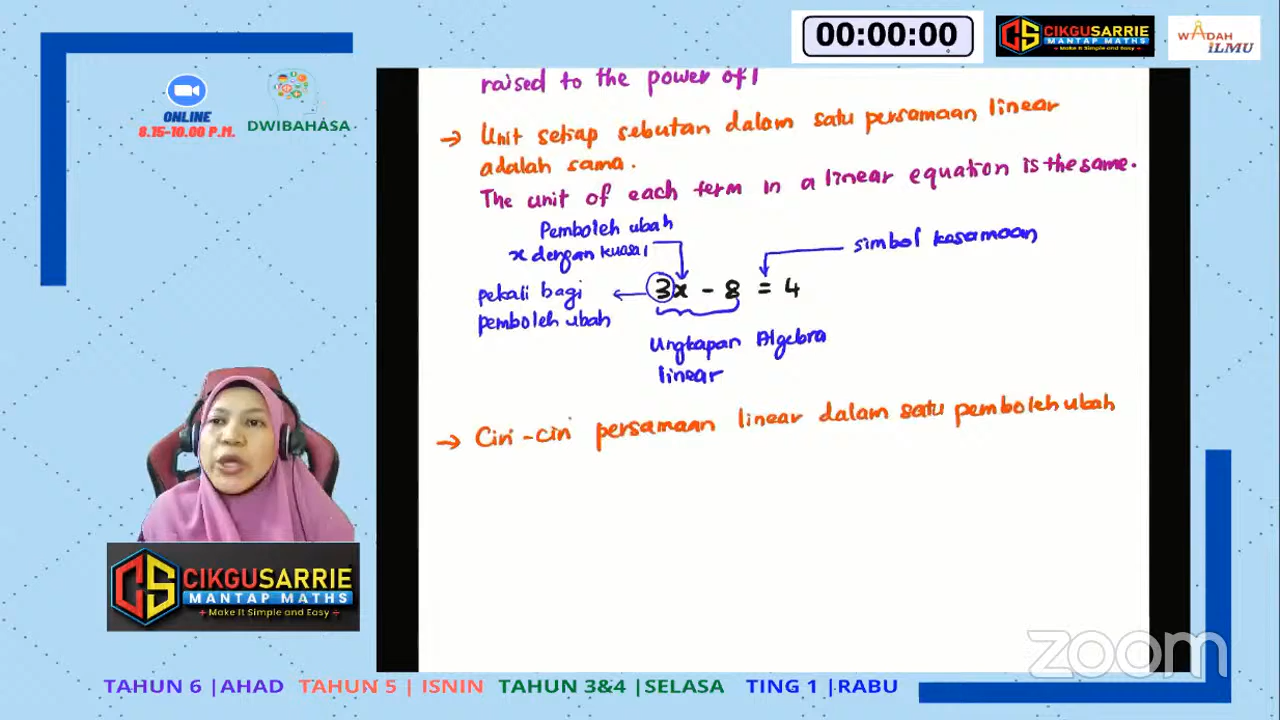 00:00:00
CIKGUSARRIE
MANTAP MATHS
Make It Simple and Easy
WADAH
ILMU
ONLINE
8.15-10.00 P.M.
DWIBAHASA
raised to the power of 1
→ Unit setiap sebutan dalam satu persamaan linear
adalah sama.
The unit of each term in a linear equation is the same.
Pemboleh ubah
x dengan kuasa 1
simbol kesamaan
3x - 8 = 4
pekali bagi
pemboleh ubah
Ungkapan Algebra
linear
→ Ciri-ciri persamaan linear dalam satu pemboleh ubah
CS CIKGUSARRIE
MANTAP MATHS
+ Make It Simple and Easy +
zoom
TAHUN 6 |AHAD TAHUN 5 | ISNIN TAHUN 3&4 |SELASA TING 1 |RABU